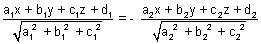 (a₁x + b₁y + c₁z + d₁) / √(a₁² + b₁² + c₁²) = - (a₂x + b₂y + c₂z + d₂) / √(a₂² + b₂² + c₂²)